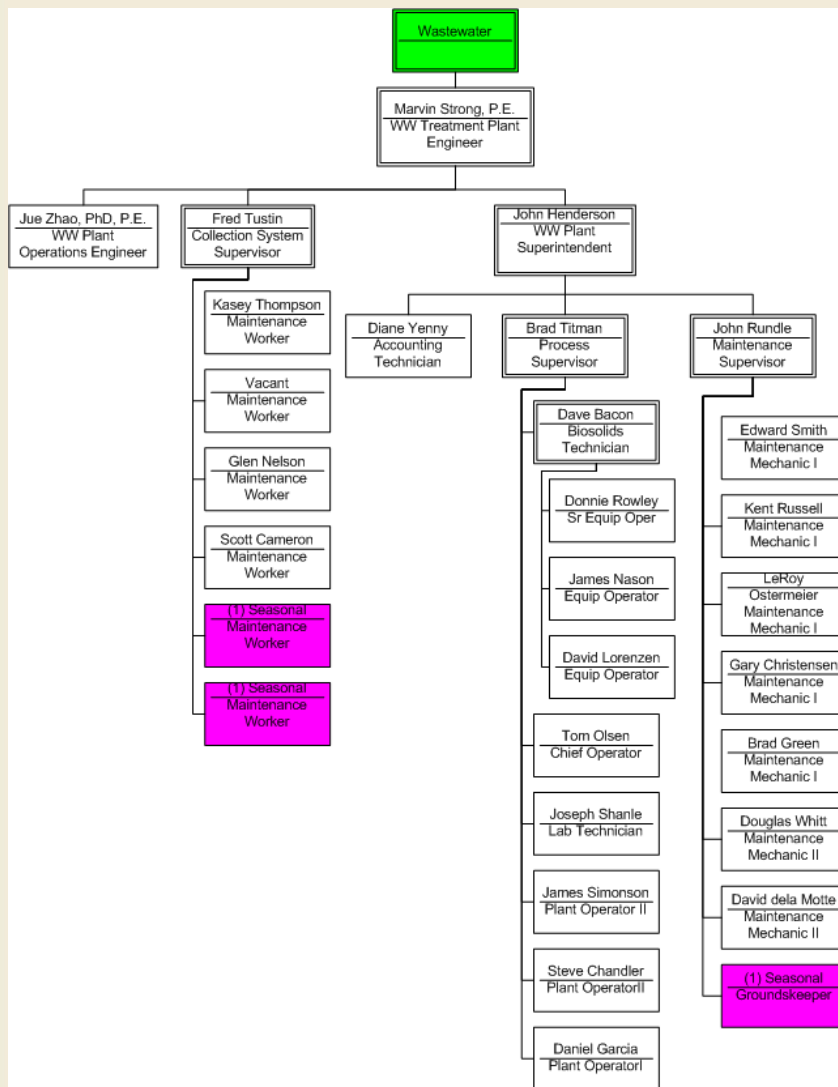 Wastewater
Marvin Strong, P.E.
WW Treatment Plant
Engineer
Jue Zhao, PhD, P.E.
WW Plant
Operations Engineer
Fred Tustin
Collection System
Supervisor
John Henderson
WW Plant
Superintendent
Kasey Thompson
Maintenance
Worker
Vacant
Maintenance
Worker
Glen Nelson
Maintenance
Worker
Scott Cameron
Maintenance
Worker
(1) Seasonal
Maintenance
Worker
(1) Seasonal
Maintenance
Worker
Diane Yenny
Accounting
Technician
Brad Titman
Process
Supervisor
Dave Bacon
Biosolids
Technician
Donnie Rowley
Sr Equip Oper
James Nason
Equip Operator
David Lorenzen
Equip Operator
Tom Olsen
Chief Operator
Joseph Shanle
Lab Technician
James Simonson
Plant Operator II
Steve Chandler
Plant OperatorII
Daniel Garcia
Plant OperatorI
John Rundle
Maintenance
Supervisor
Edward Smith
Maintenance
Mechanic I
Kent Russell
Maintenance
Mechanic I
LeRoy
Ostermeier
Maintenance
Mechanic I
Gary Christensen
Maintenance
Mechanic I
Brad Green
Maintenance
Mechanic I
Douglas Whitt
Maintenance
Mechanic II
David dela Motte
Maintenance
Mechanic II
(1) Seasonal
Groundskeeper